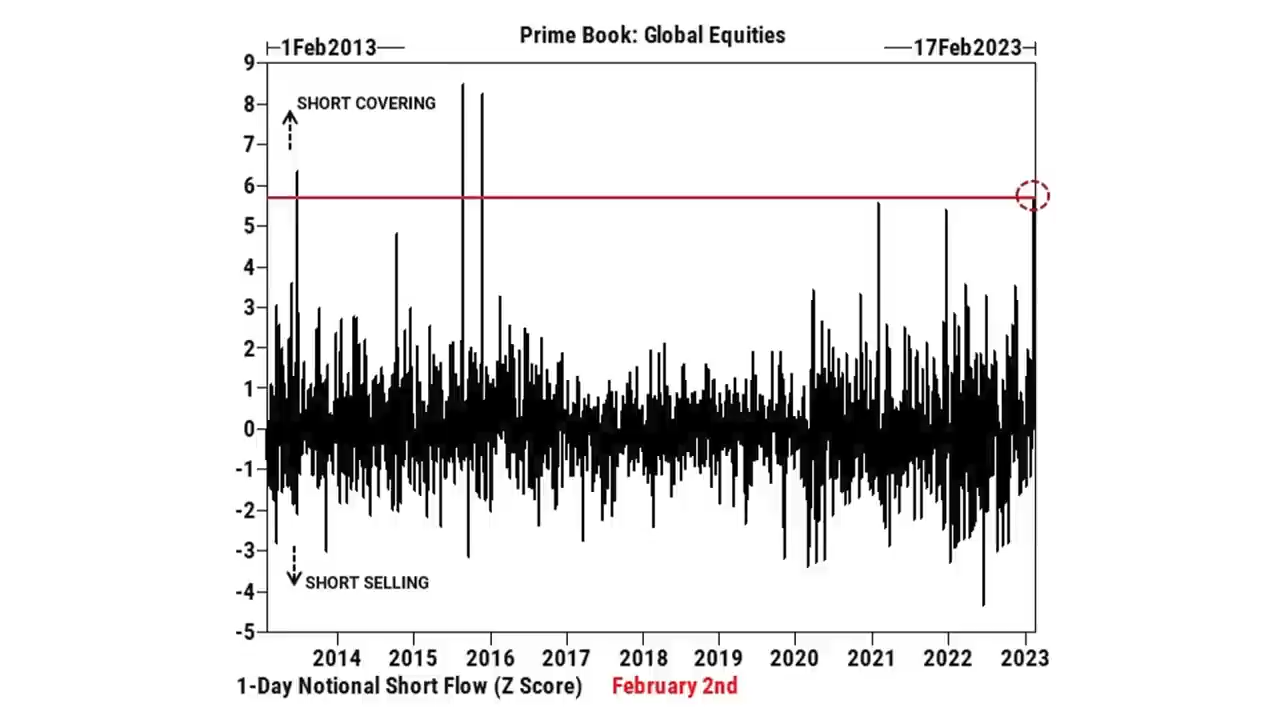 Prime Book: Global Equities
1Feb2013
17Feb2023
9
SHORT COVERING
8
7
6
5
4
3
2
1
0
-1
-2
-3
SHORT SELLING
-4
-5
2014 2015 2016 2017 2018 2019 2020 2021 2022 2023
1-Day Notional Short Flow (Z Score) February 2nd